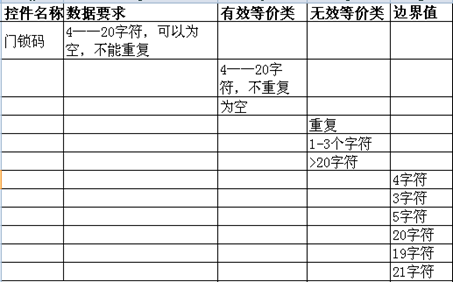 控件名称 数据要求 有效等价类 无效等价类 边界值
门锁码 4——20字符，可以为
空，不能重复
4——20字
符，不重复
为空
重复
1-3个字符
>20字符
4字符
3字符
5字符
20字符
19字符
21字符